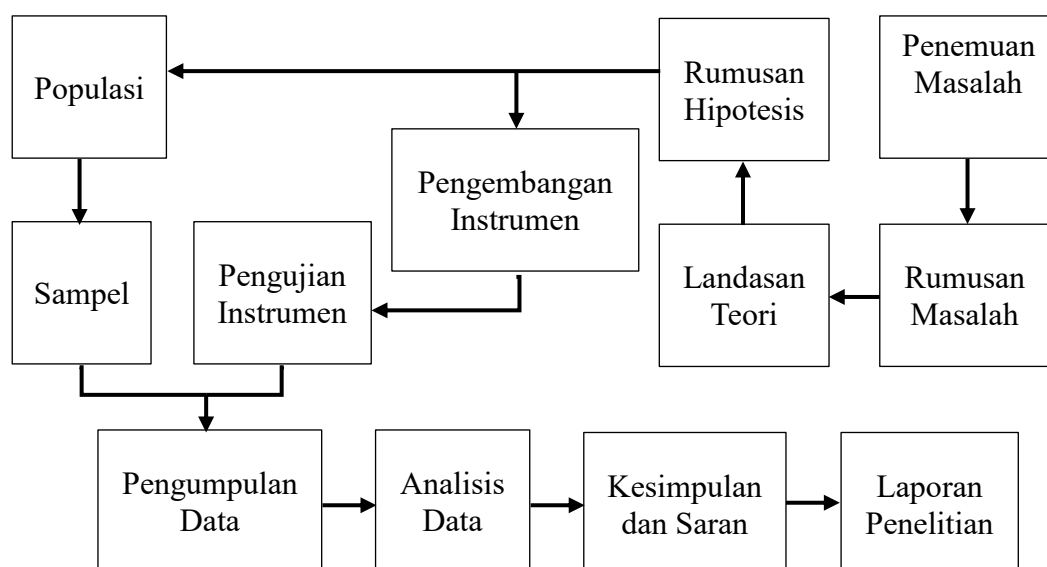 Populasi
Rumusan
Hipotesis
Penemuan
Masalah
Pengembangan
Instrumen
Sampel
Pengujian
Instrumen
Landasan
Teori
Rumusan
Masalah
Pengumpulan
Data
Analisis
Data
Kesimpulan
dan Saran
Laporan
Penelitian